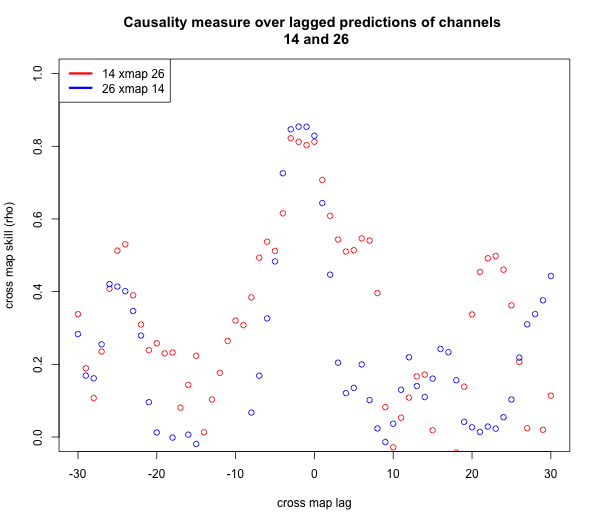 Causality measure over lagged predictions of channels
14 and 26
14 xmap 26
26 xmap 14
cross map skill (rho)
1.0
0.8
0.6
0.4
0.2
0.0
-30 -20 -10 0 10 20 30
cross map lag